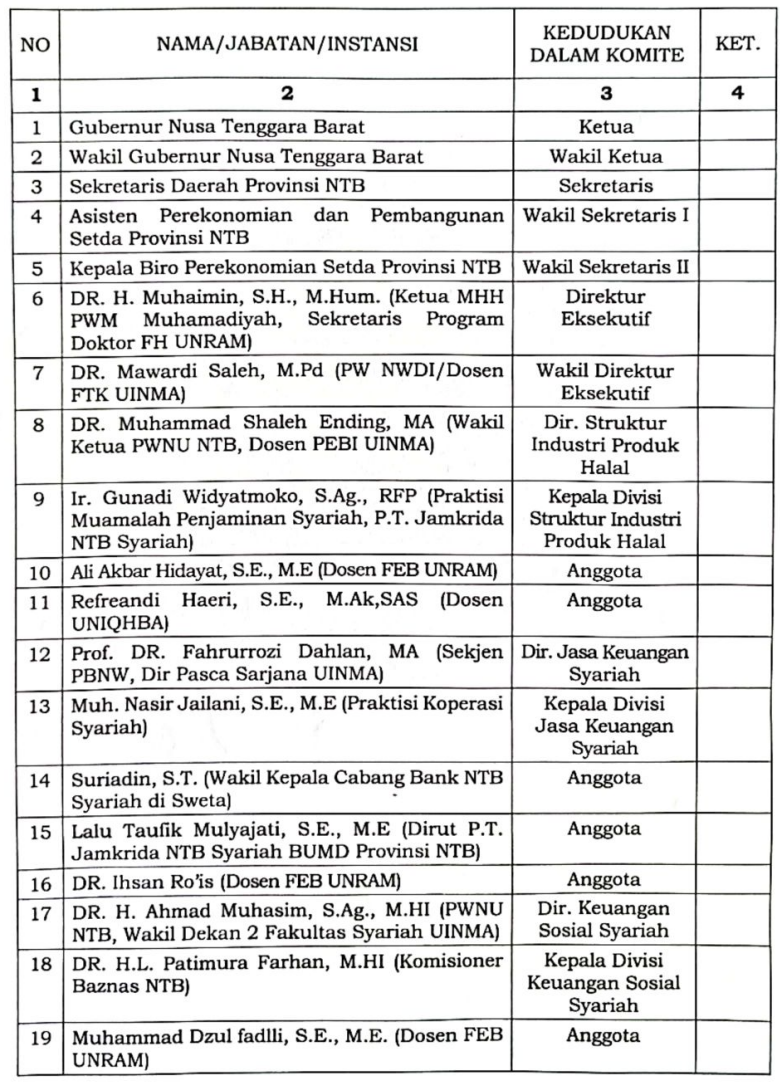 NO NAMA/JABATAN/INSTANSI KEDUDUKAN DALAM KOMITE KET.
1 2 3 4
1 Gubernur Nusa Tenggara Barat Ketua
2 Wakil Gubernur Nusa Tenggara Barat Wakil Ketua
3 Sekretaris Daerah Provinsi NTB Sekretaris
4 Asisten Perekonomian dan Pembangunan Wakil Sekretaris I
Setda Provinsi NTB
5 Kepala Biro Perekonomian Setda Provinsi NTB Wakil Sekretaris II
6 DR. H. Muhaimin, S.H., M.Hum. (Ketua MHH Direktur
PWM Muhamadiyah, Sekretaris Program Eksekutif
Doktor FH UNRAM)
7 DR. Mawardi Saleh, M.Pd (PW NWDI/Dosen Wakil Direktur
FTK UINMA) Eksekutif
8 DR. Muhammad Shaleh Ending, MA (Wakil Dir. Struktur
Ketua PWNU NTB, Dosen PEBI UINMA) Industri Produk
Halal
9 Ir. Gunadi Widyatmoko, S.Ag., RFP (Praktisi Kepala Divisi
Muamalah Penjaminan Syariah, P.T. Jamkrida Struktur Industri
NTB Syariah) Produk Halal
10 Ali Akbar Hidayat, S.E., M.E (Dosen FEB UNRAM) Anggota
11 Refreandi Haeri, S.E., M.Ak,SAS (Dosen Anggota
UNIQHBA)
12 Prof. DR. Fahrurrozi Dahlan, MA (Sekjen Dir. Jasa Keuangan
PBNW, Dir Pasca Sarjana UINMA) Syariah
13 Muh. Nasir Jailani, S.E., M.E (Praktisi Koperasi Kepala Divisi
Syariah) Jasa Keuangan
Syariah
14 Suriadin, S.T. (Wakil Kepala Cabang Bank NTB Anggota
Syariah di Sweta)
15 Lalu Taufik Mulyajati, S.E., M.E (Dirut P.T. Anggota
Jamkrida NTB Syariah BUMD Provinsi NTB)
16 DR. Ihsan Ro'is (Dosen FEB UNRAM) Anggota
17 DR. H. Ahmad Muhasim, S.Ag., M.HI (PWNU Dir. Keuangan
NTB, Wakil Dekan 2 Fakultas Syariah UINMA) Sosial Syariah
18 DR. H.L. Patimura Farhan, M.HI (Komisioner Kepala Divisi
Baznas NTB) Keuangan Sosial
Syariah
19 Muhammad Dzul fadlli, S.E., M.E. (Dosen FEB Anggota
UNRAM)